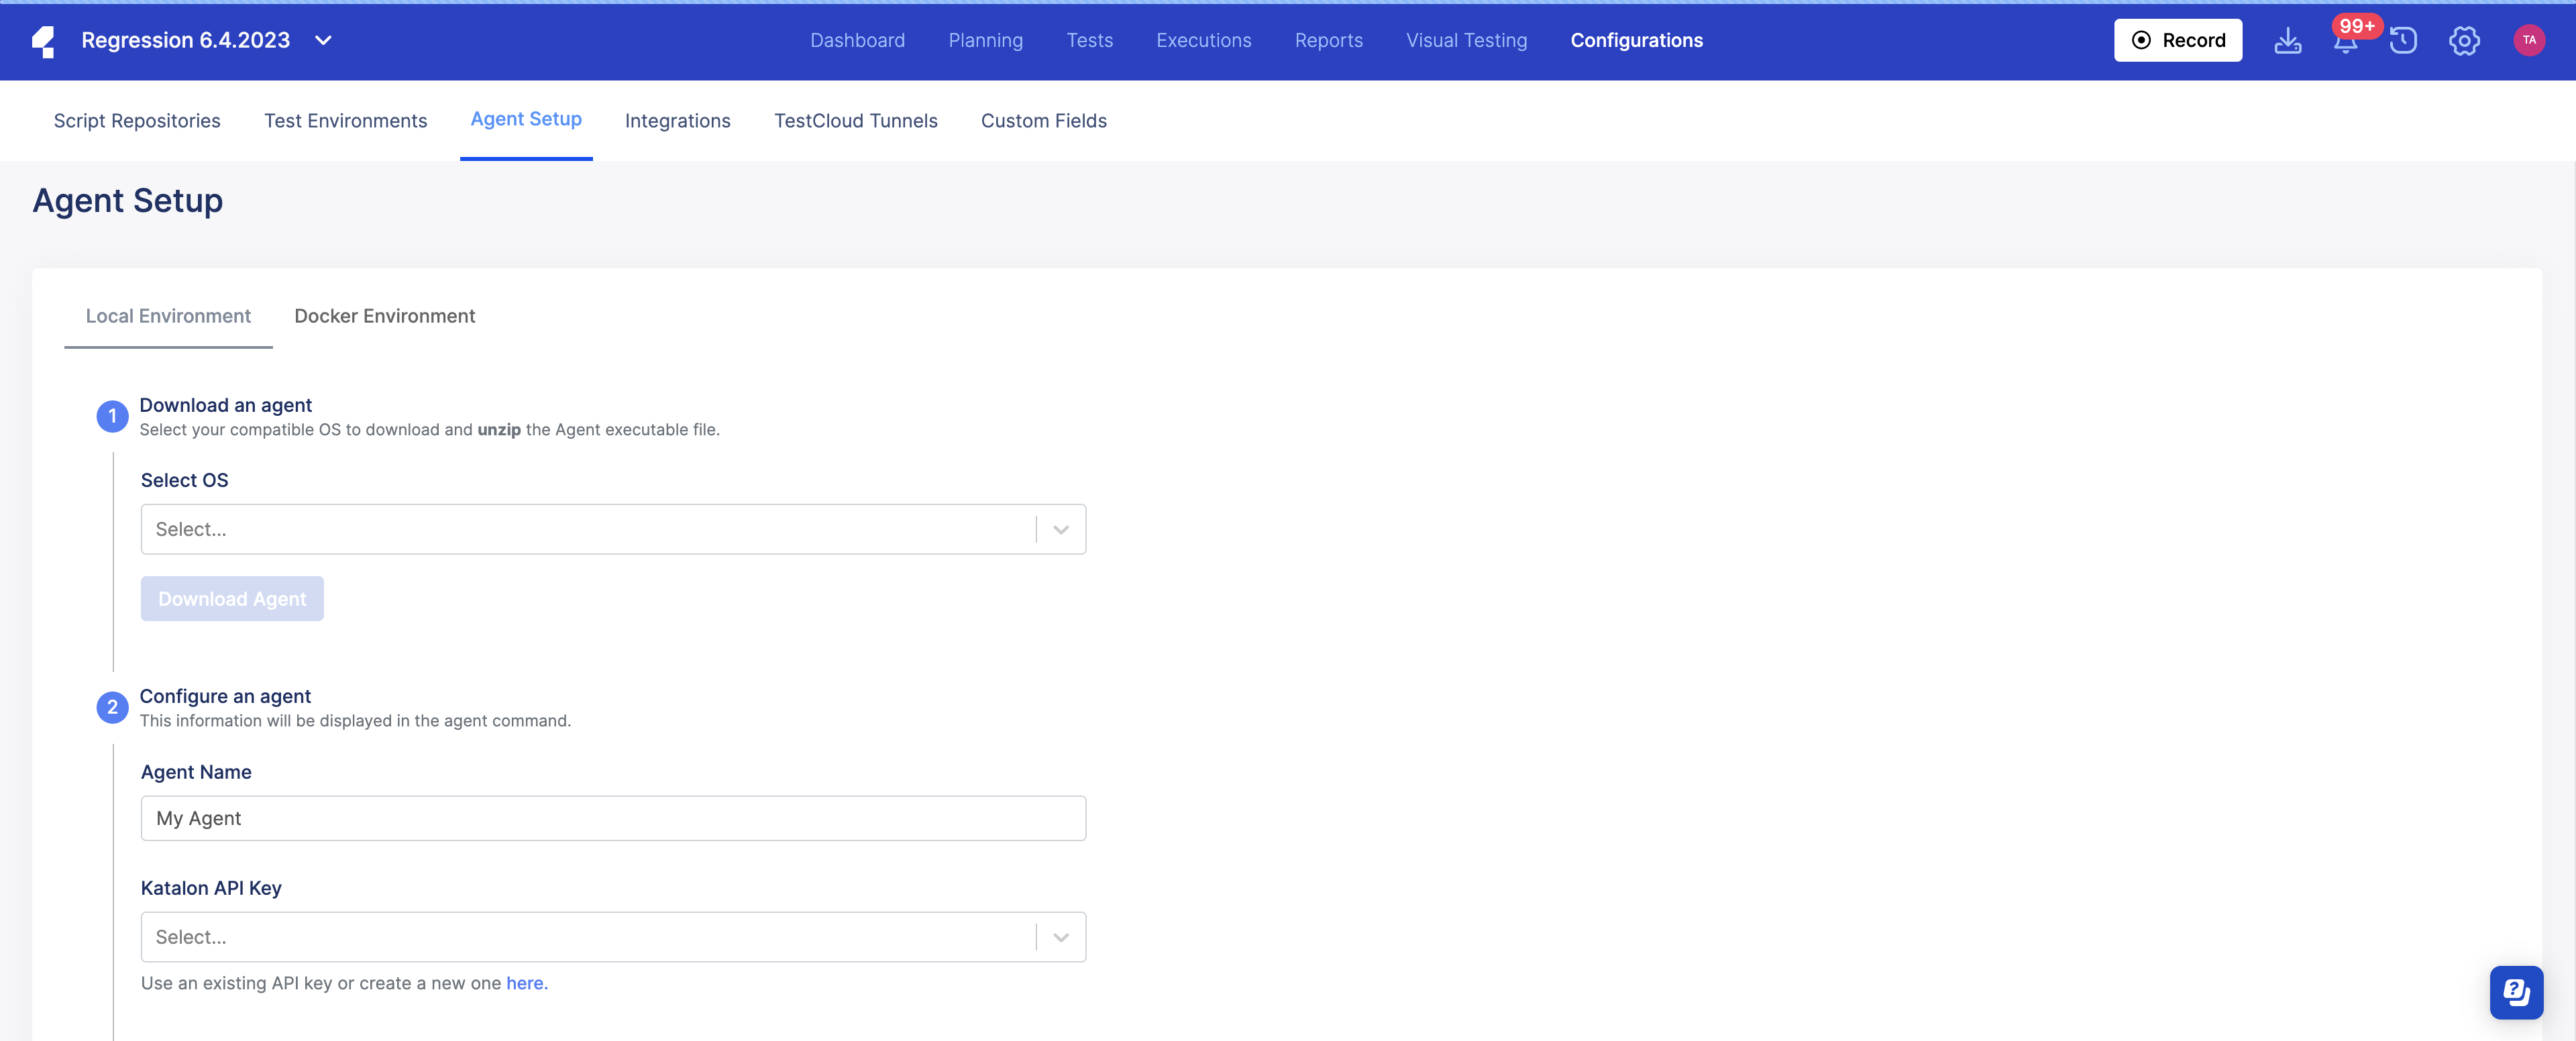 Regression 6.4.2023
Dashboard Planning Tests Executions Reports Visual Testing Configurations
Record
99+
TA
Script Repositories Test Environments Agent Setup Integrations TestCloud Tunnels Custom Fields
Agent Setup
Local Environment Docker Environment
1 Download an agent
Select your compatible OS to download and unzip the Agent executable file.
Select OS
Select...
Download Agent
2 Configure an agent
This information will be displayed in the agent command.
Agent Name
My Agent
Katalon API Key
Select...
Use an existing API key or create a new one here.
?